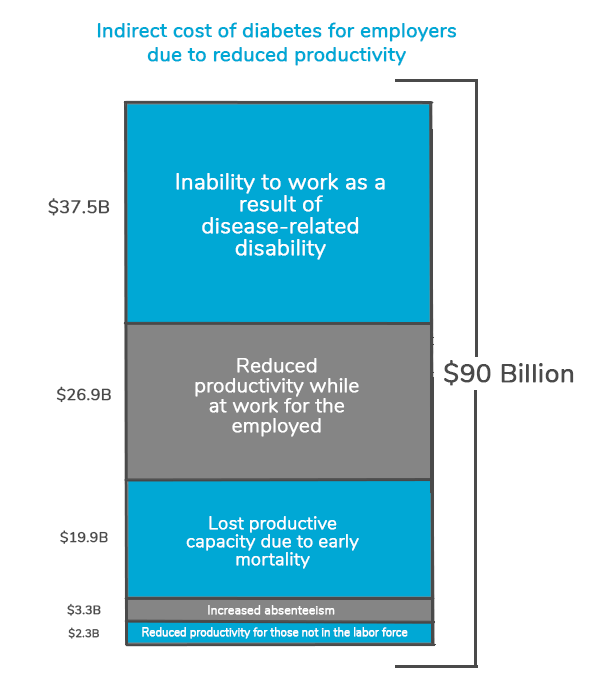 Indirect cost of diabetes for employers
due to reduced productivity
$37.5B
Inability to work as a
result of
disease-related
disability
$26.9B
Reduced
productivity while
at work for the
employed
$90 Billion
$19.9B
Lost productive
capacity due to early
mortality
$3.3B
Increased absenteeism
$2.3B
Reduced productivity for those not in the labor force